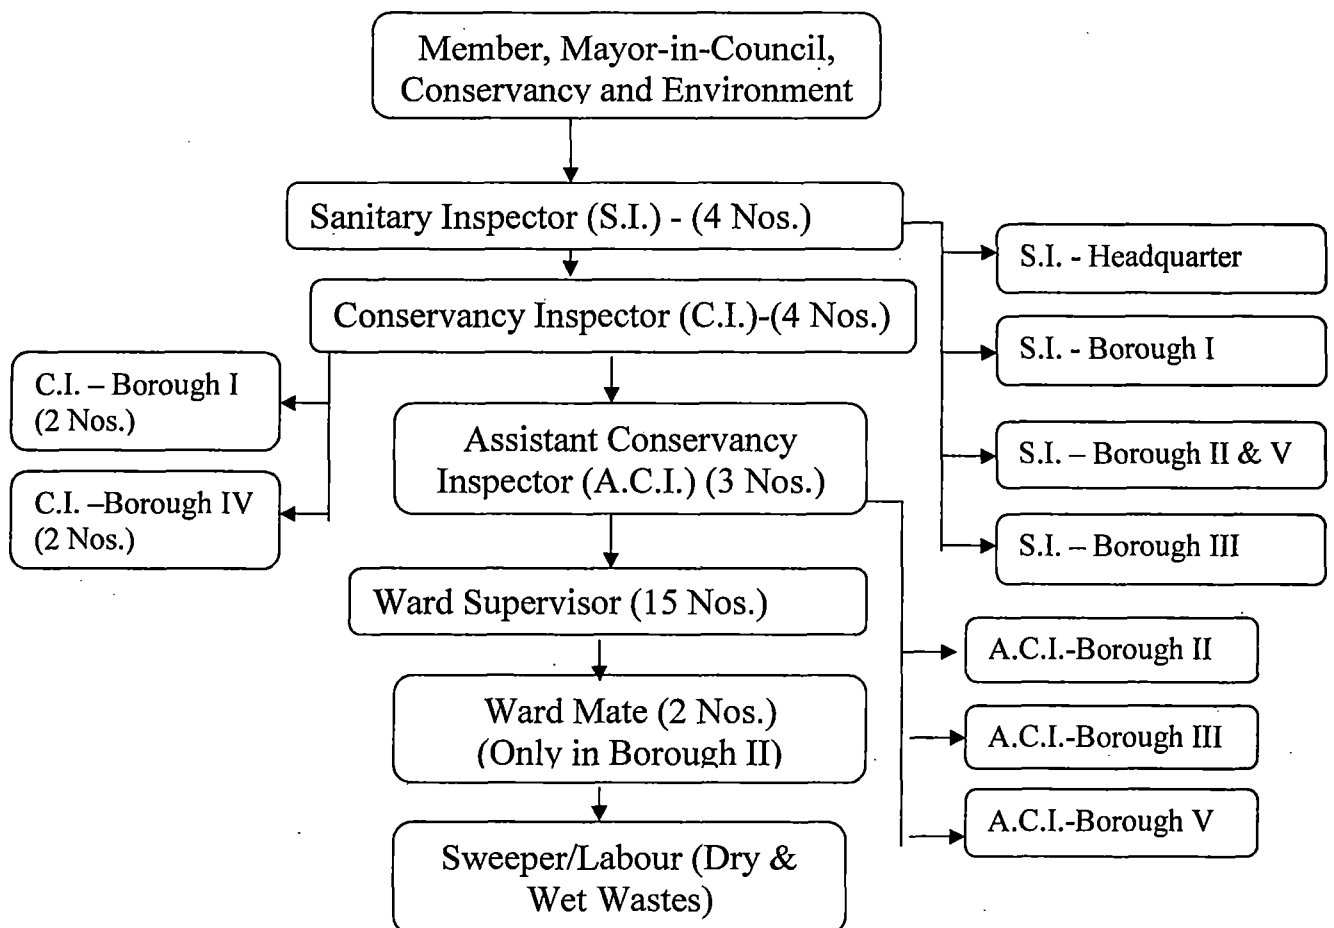 Member, Mayor-in-Council,
Conservancy and Environment
Sanitary Inspector (S.I.) - (4 Nos.)
S.I. - Headquarter
Conservancy Inspector (C.I.)-(4 Nos.)
S.I. - Borough I
C.I. – Borough I
(2 Nos.)
Assistant Conservancy
Inspector (A.C.I.) (3 Nos.)
S.I. – Borough II & V
C.I. –Borough IV
(2 Nos.)
S.I. – Borough III
Ward Supervisor (15 Nos.)
A.C.I.-Borough II
Ward Mate (2 Nos.)
(Only in Borough II)
A.C.I.-Borough III
A.C.I.-Borough V
Sweeper/Labour (Dry &
Wet Wastes)